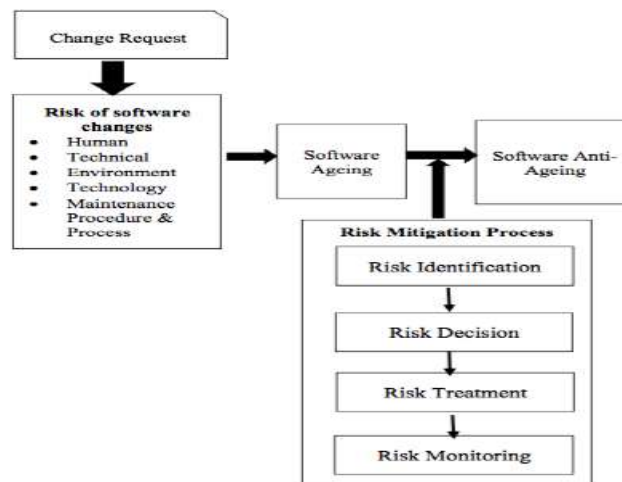 Change Request
Risk of software
changes
• Human
• Technical
• Environment
• Technology
• Maintenance
Procedure &
Process
Software
Ageing
Software Anti-
Ageing
Risk Mitigation Process
Risk Identification
Risk Decision
Risk Treatment
Risk Monitoring